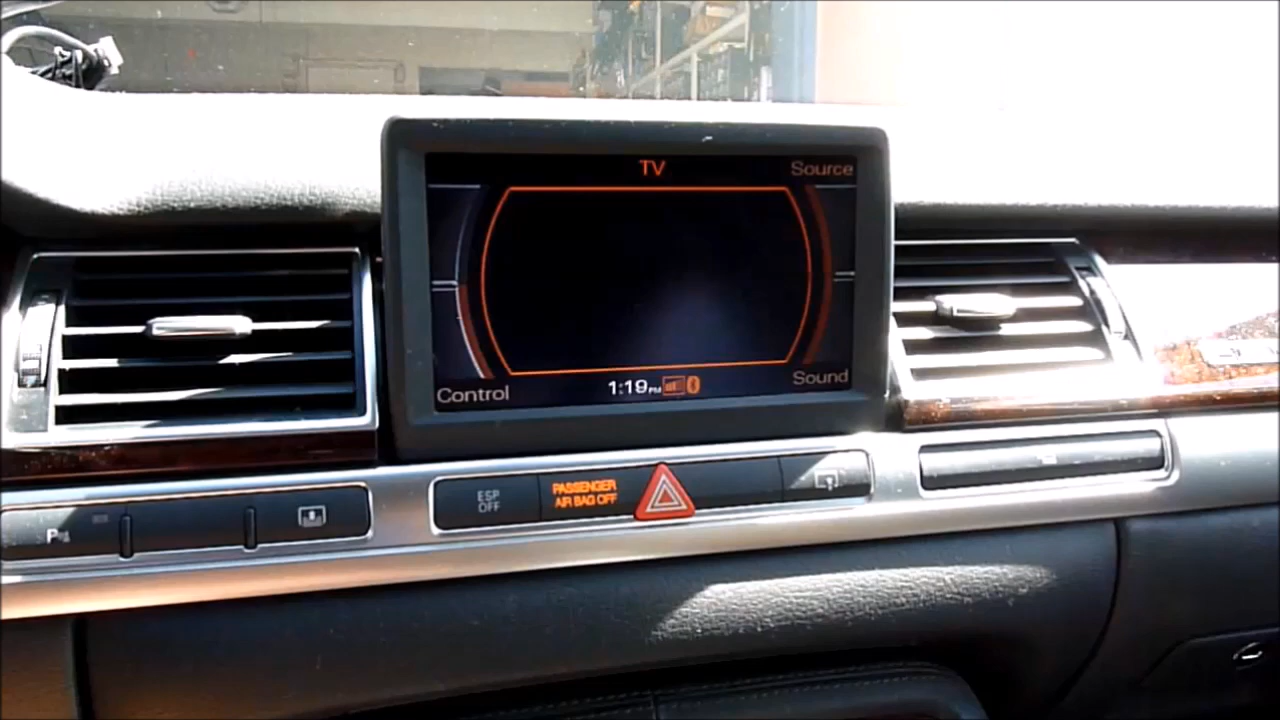 TV
Source
Control
1:19PM
Sound
ESP
OFF
PASSENGER
AIR BAG OFF
P